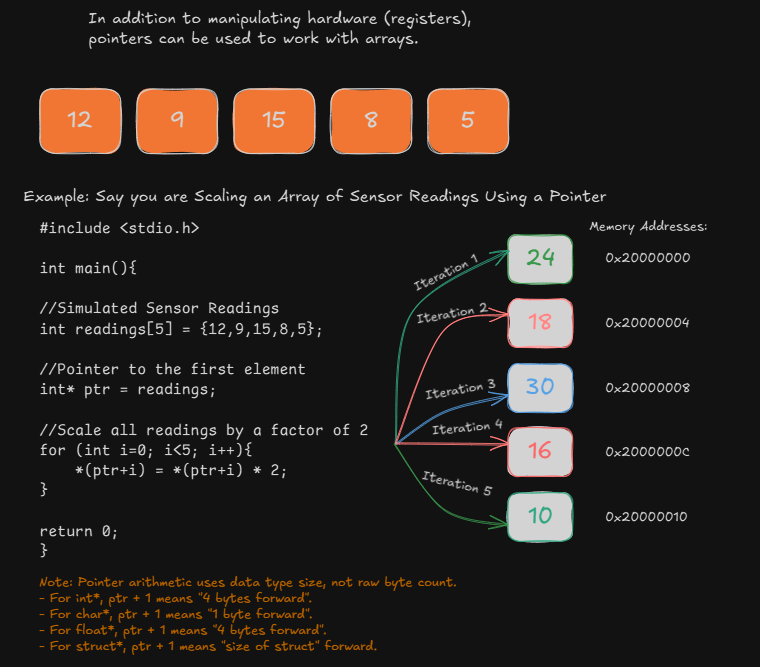 In addition to manipulating hardware (registers),
pointers can be used to work with arrays.
12 9 15 8 5
Example: Say you are Scaling an Array of Sensor Readings Using a Pointer
#include <stdio.h>
int main(){
//Simulated Sensor Readings
int readings[5] = {12,9,15,8,5};
//Pointer to the first element
int* ptr = readings;
//Scale all readings by a factor of 2
for (int i=0; i<5; i++){
*(ptr+i) = *(ptr+i) * 2;
}
return 0;
}
Memory Addresses:
Iteration 1 24 0x20000000
Iteration 2 18 0x20000004
Iteration 3 30 0x20000008
Iteration 4 16 0x2000000C
Iteration 5 10 0x20000010
Note: Pointer arithmetic uses data type size, not raw byte count.
- For int*, ptr + 1 means "4 bytes forward".
- For char*, ptr + 1 means "1 byte forward".
- For float*, ptr + 1 means "4 bytes forward".
- For struct*, ptr + 1 means "size of struct" forward.